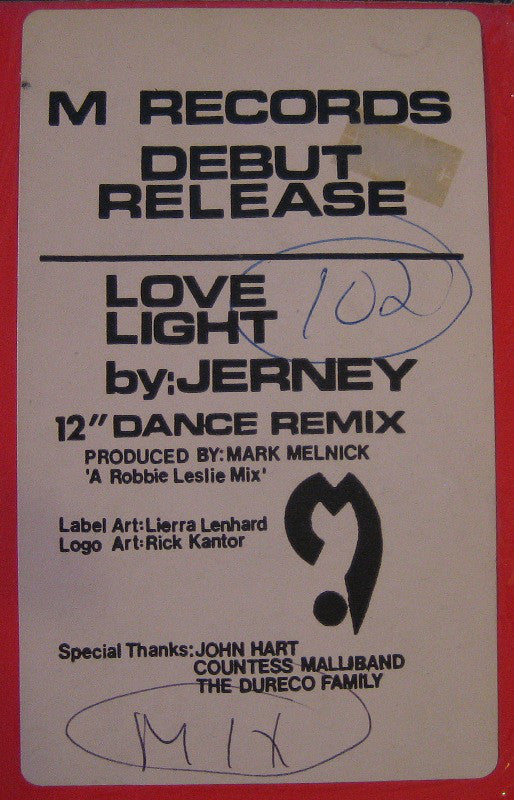 M RECORDS
DEBUT
RELEASE
LOVE
LIGHT
102
by:JERNEY
12" DANCE REMIX
PRODUCED BY:MARK MELNICK
'A Robbie Leslie Mix'
Label Art:Lierra Lenhard
Logo Art:Rick Kantor
Special Thanks:JOHN HART
COUNTESS MALLIBAND
THE DURECO FAMILY
MIX